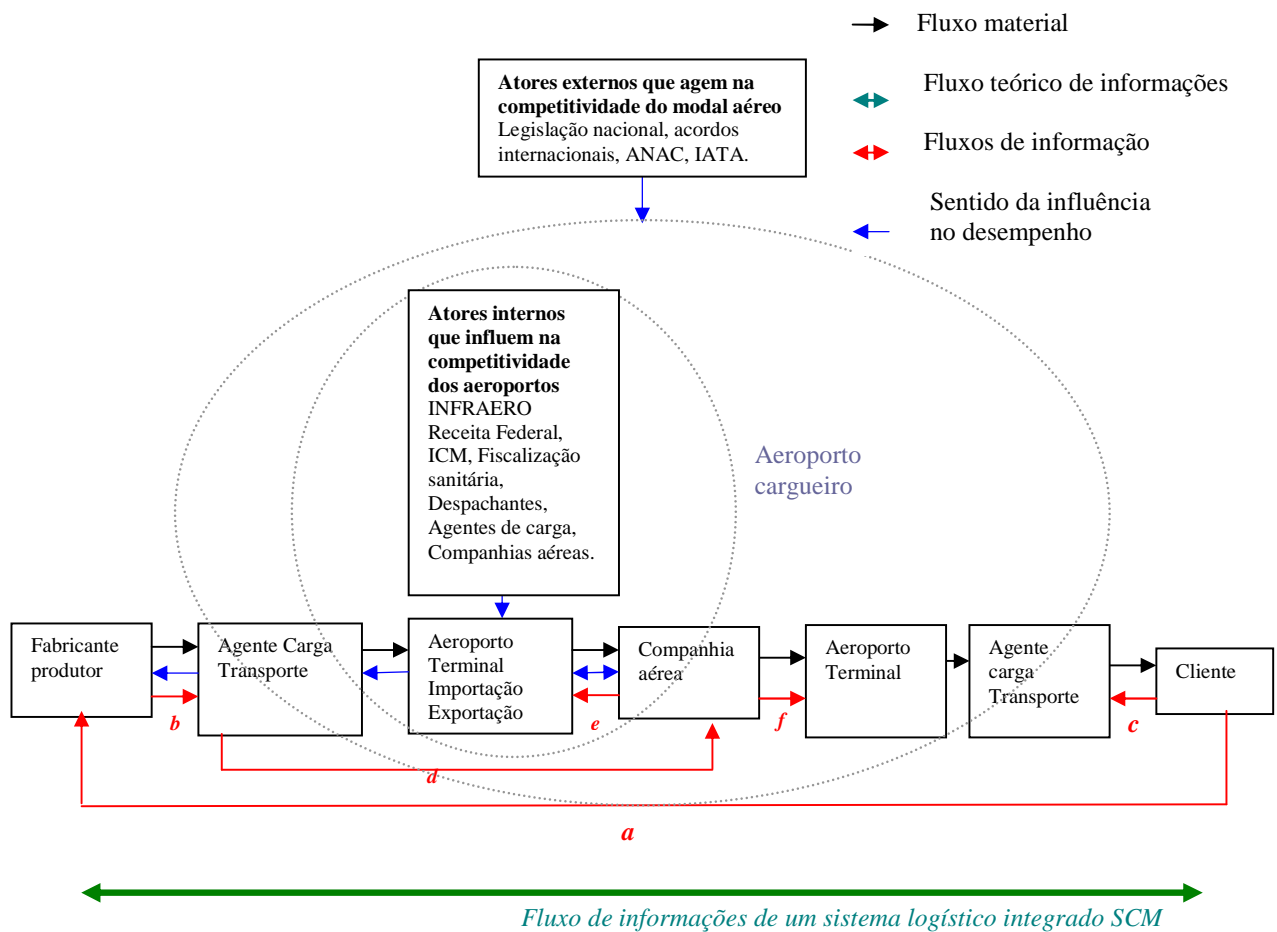 Fluxo material
Fluxo teórico de informações
Fluxos de informação
Sentido da influência
no desempenho
Atores externos que agem na
competitividade do modal aéreo
Legislação nacional, acordos
internacionais, ANAC, IATA.
Atores internos
que influem na
competitividade
dos aeroportos
INFRAERO
Receita Federal,
ICM, Fiscalização
sanitária,
Despachantes,
Agentes de carga,
Companhias aéreas.
Aeroporto
cargueiro
Fabricante
produtor
Agente Carga
Transporte
Aeroporto
Terminal
Importação
Exportação
Companhia
aérea
Aeroporto
Terminal
Agente
carga
Transporte
Cliente
b
e
f
c
d
a
Fluxo de informações de um sistema logístico integrado SCM